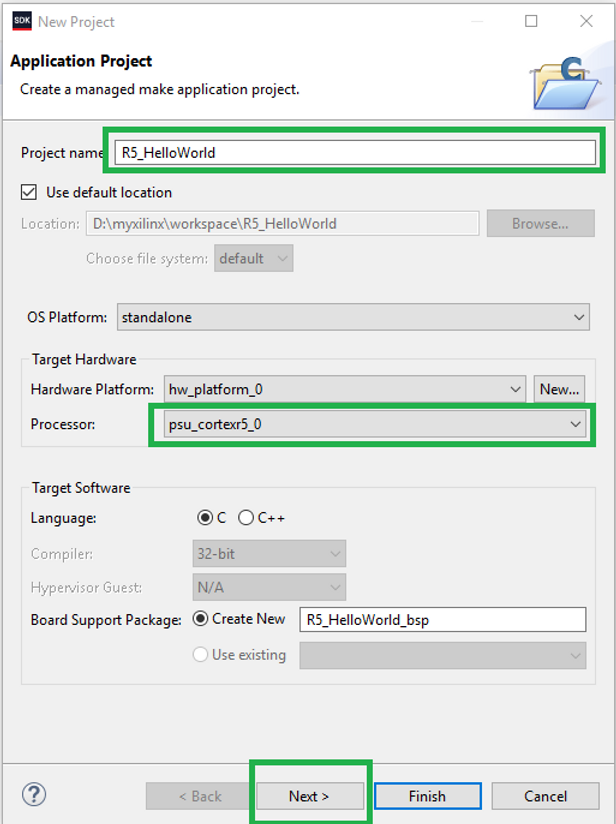 SDK New Project
Application Project
Create a managed make application project.
Project name R5_HelloWorld
Use default location
Location: D:\myxilinx\workspace\R5_HelloWorld Browse...
Choose file system: default
OS Platform: standalone
Target Hardware
Hardware Platform: hw_platform_0 New...
Processor: psu_cortexr5_0
Target Software
Language: C C++
Compiler: 32-bit
Hypervisor Guest: N/A
Board Support Package: Create New R5_HelloWorld_bsp
Use existing
? < Back Next > Finish Cancel